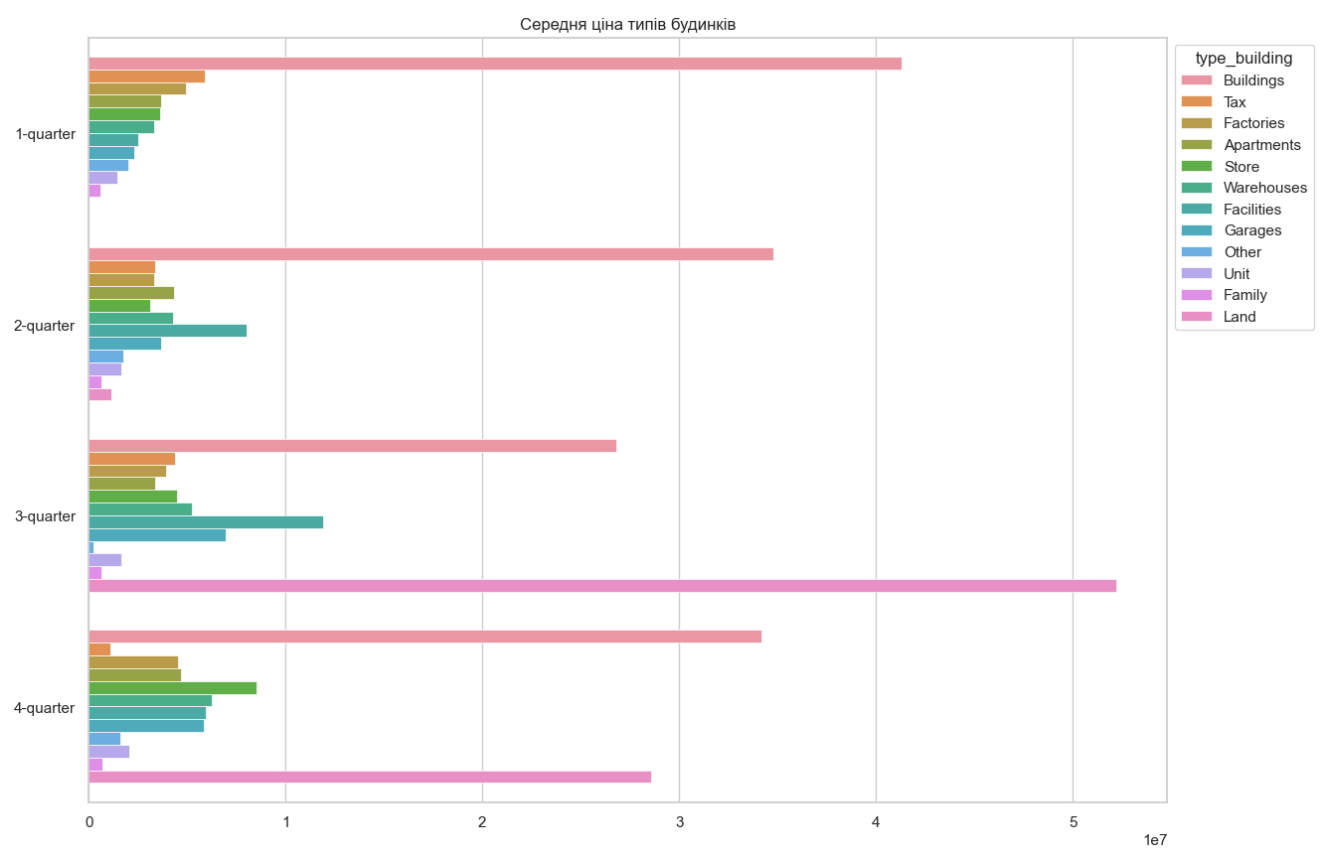 Середня ціна типів будинків
type_building
Buildings
Tax
Factories
Apartments
Store
Warehouses
Facilities
Garages
Other
Unit
Family
Land
1-quarter
2-quarter
3-quarter
4-quarter
0 1 2 3 4 5
1e7